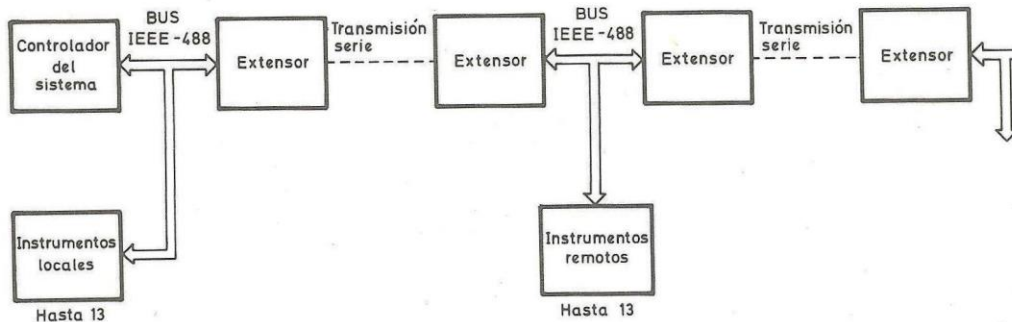 Controlador
del
sistema
BUS
IEEE-488
Extensor
Transmisión
serie
Extensor
BUS
IEEE-488
Extensor
Transmisión
serie
Extensor
Instrumentos
locales
Hasta 13
Instrumentos
remotos
Hasta 13